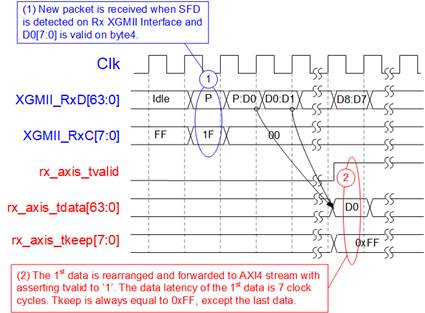 (1) New packet is received when SFD
is detected on Rx XGMII Interface and
D0[7:0] is valid on byte4.
Clk
1
XGMII_RxD[63:0] Idle P P:D0 D0:D1 D8:D7
XGMII_RxC[7:0] FF 1F 00
rx_axis_tvalid
2
rx_axis_tdata[63:0] D0
rx_axis_tkeep[7:0] 0xFF
(2) The 1st data is rearranged and forwarded to AXI4 stream with
asserting tvalid to ‘1’. The data latency of the 1st data is 7 clock
cycles. Tkeep is always equal to 0xFF, except the last data.